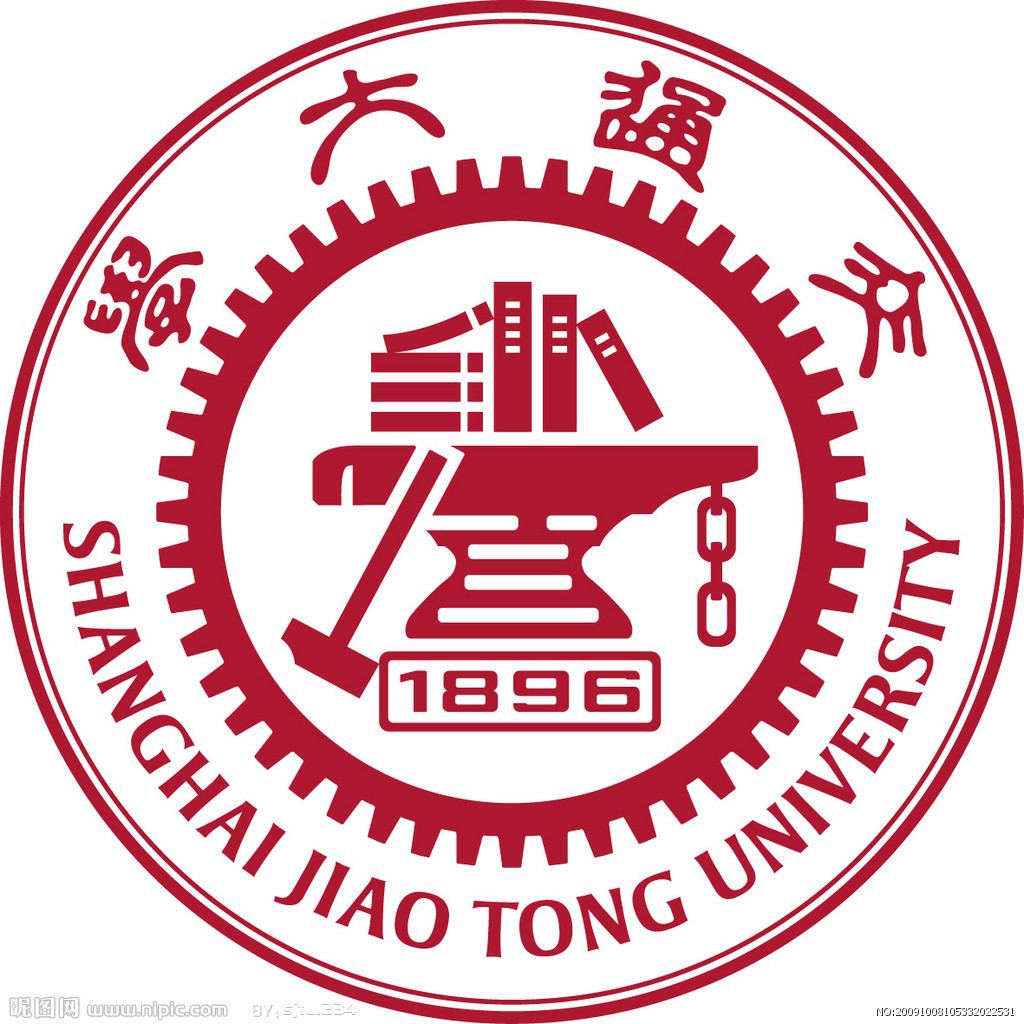 學大通交
1896
SHANGHAI JIAO TONG UNIVERSITY
昵图网 www.nipic.com
NO:20091008105332022531